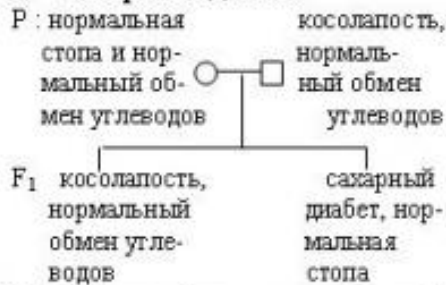 P : нормальная
стопа и нор-
мальный об-
мен углеводов
косолапость,
нормаль-
ный обмен
углеводов
F₁ косолапость,
нормальный
обмен угле-
водов
сахарный
диабет, нор-
мальная
стопа